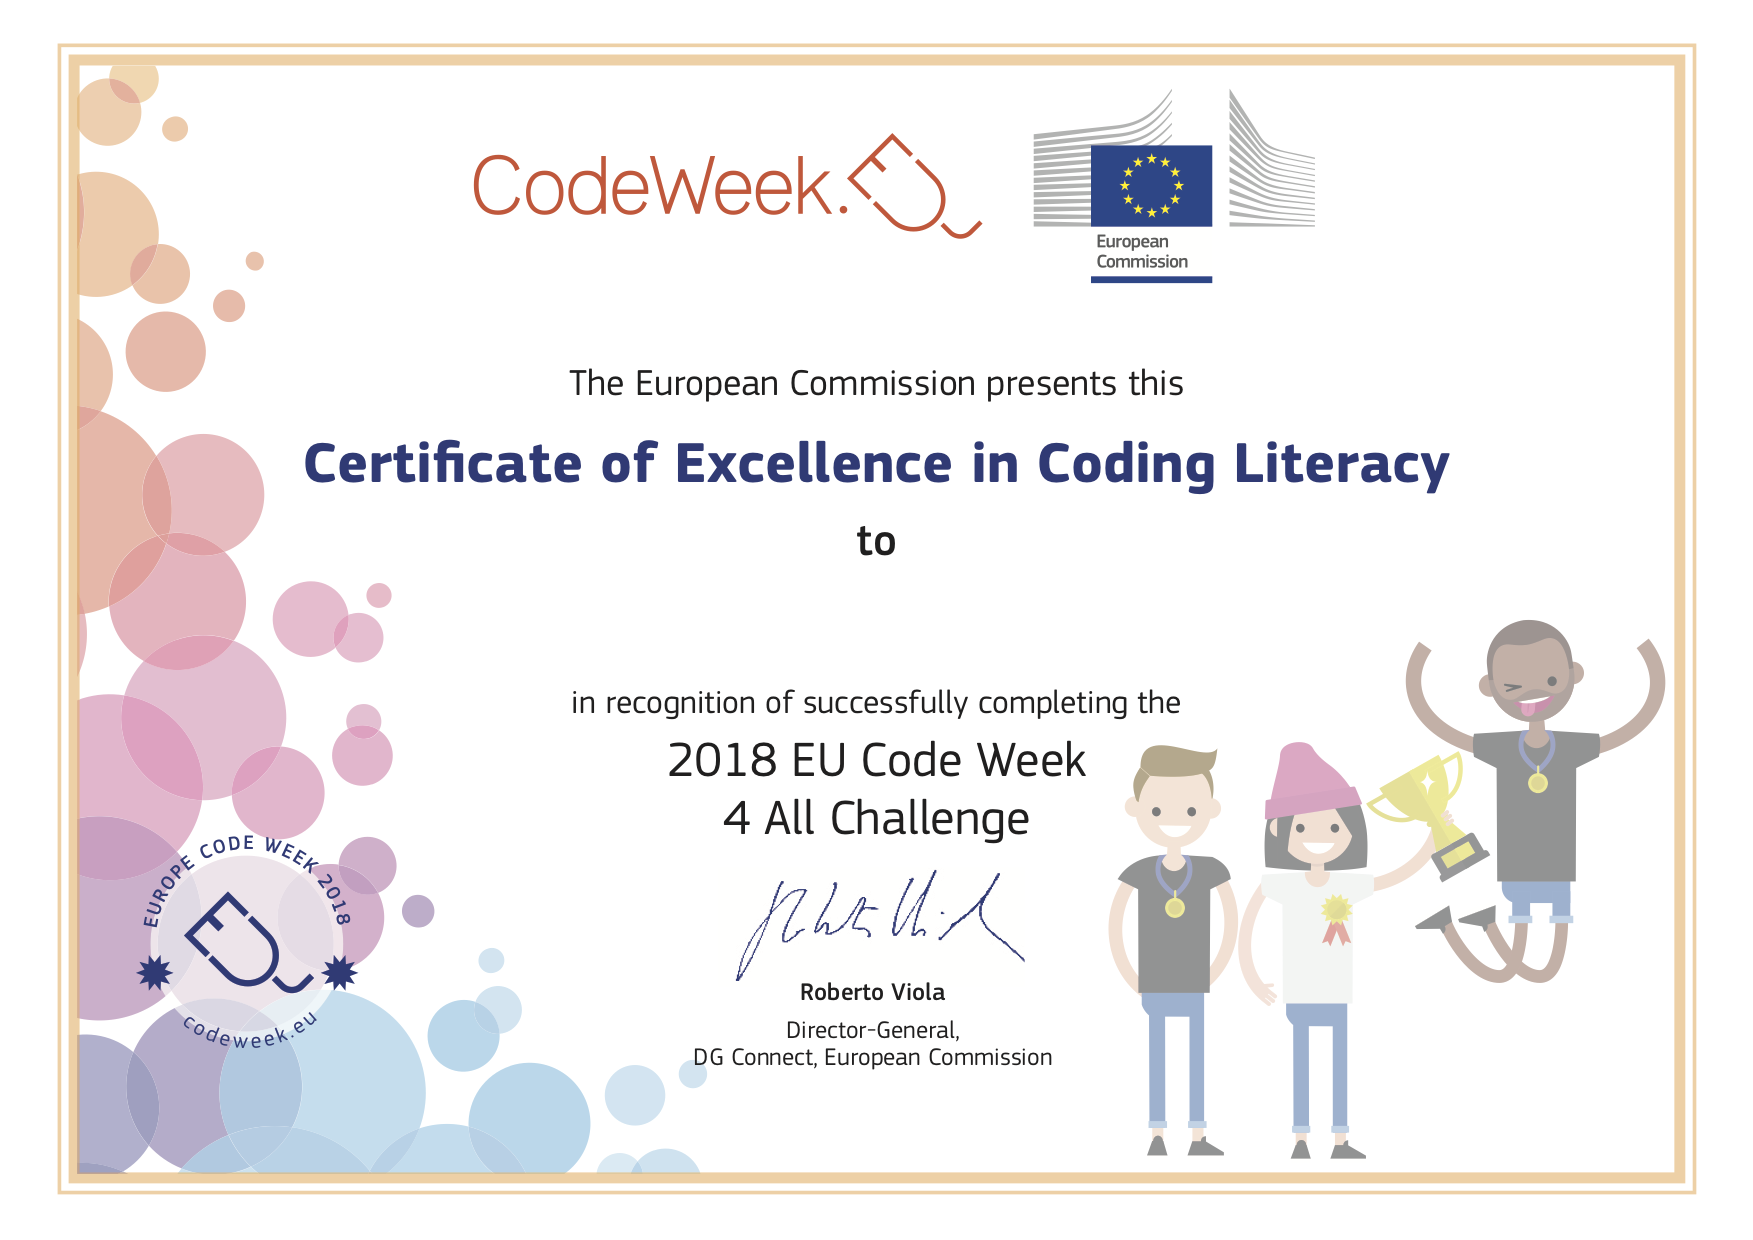 CodeWeek.
European
Commission
The European Commission presents this
Certificate of Excellence in Coding Literacy
to
in recognition of successfully completing the
2018 EU Code Week
4 All Challenge
Roberto Viola
Director-General,
DG Connect, European Commission
EUROPE CODE WEEK 2018
codeweek.eu